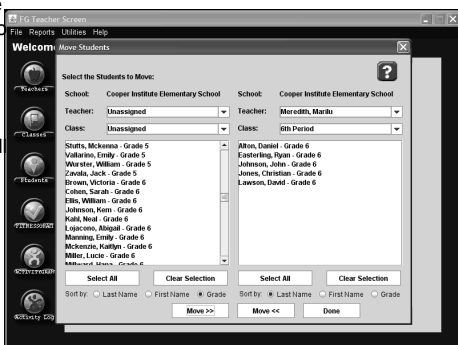 FG Teacher Screen
File Reports Utilities Help
Welcom
Move Students
Select the Students to Move:
School: Cooper Institute Elementary School
Teacher: Unassigned
Class: Unassigned
Stutts, Mckenna - Grade 5
Vallarino, Emily - Grade 5
Wurster, William - Grade 5
Zavala, Jack - Grade 5
Brown, Victoria - Grade 6
Cohen, Sarah - Grade 6
Ellis, William - Grade 6
Johnson, Kern - Grade 6
Kahl, Neal - Grade 6
Lojacono, Abigail - Grade 6
Manning, Emily - Grade 6
Mckenzie, Kaitlyn - Grade 6
Miller, Lucie - Grade 6
Millward, Hana - Grade 6
Select All Clear Selection
Sort by: Last Name First Name Grade
School: Cooper Institute Elementary School
Teacher: Meredith, Marilu
Class: 6th Period
Alton, Daniel - Grade 6
Easterling, Ryan - Grade 6
Johnson, John - Grade 6
Jones, Christian - Grade 6
Lawson, David - Grade 6
Select All Clear Selection
Sort by: Last Name First Name Grade
Move >> Move << Done
Teachers
Classes
Students
FITNESSGRAM
ACTIVITYGRAM
Activity Log